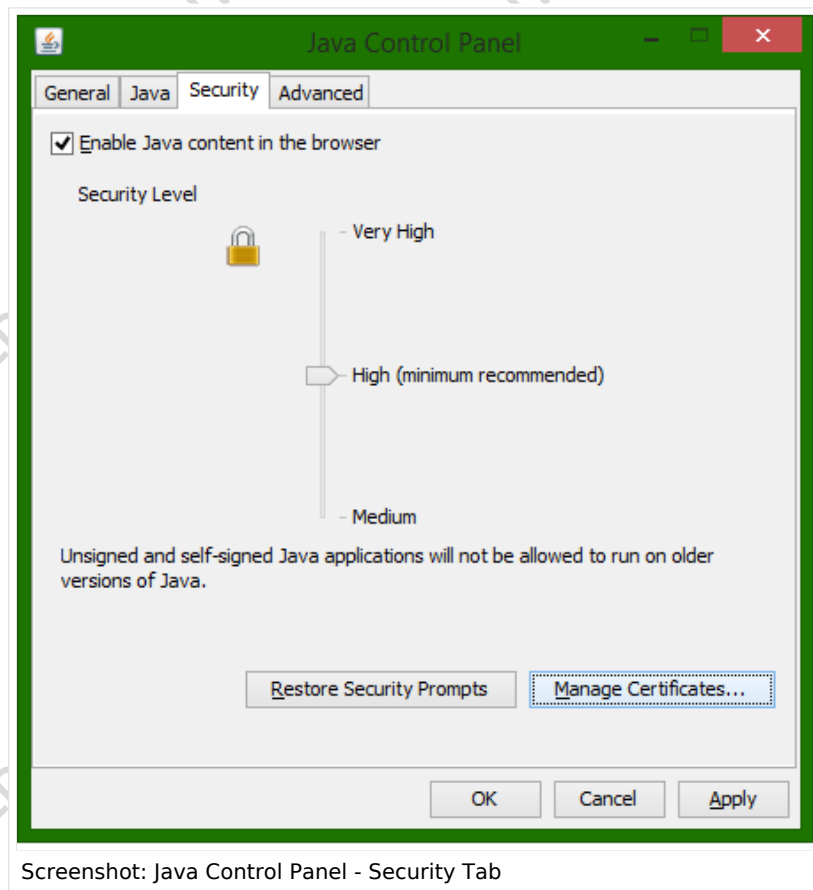 Java Control Panel
General Java Security Advanced
Enable Java content in the browser
Security Level
- Very High
- High (minimum recommended)
- Medium
Unsigned and self-signed Java applications will not be allowed to run on older
versions of Java.
Restore Security Prompts Manage Certificates...
OK Cancel Apply
Screenshot: Java Control Panel - Security Tab